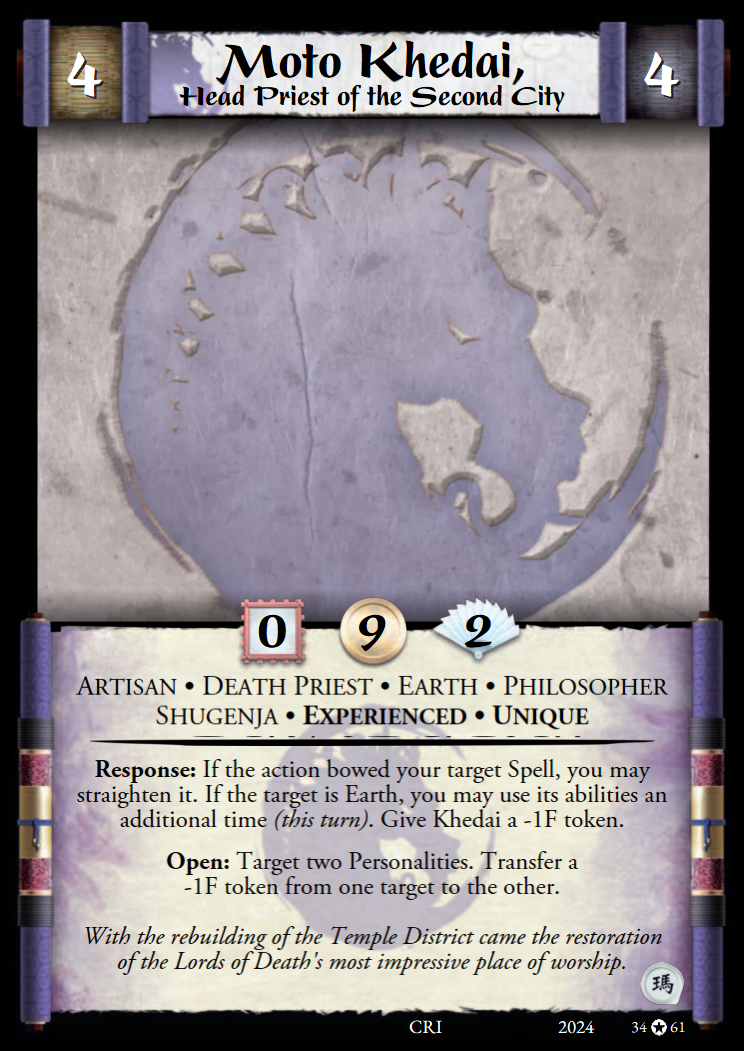 4
Moto Khedai,
Head Priest of the Second City
4
0
9
2
Artisan • Death Priest • Earth • Philosopher
Shugenja • Experienced • Unique
Response: If the action bowed your target Spell, you may
straighten it. If the target is Earth, you may use its abilities an
additional time (this turn). Give Khedai a -1F token.
Open: Target two Personalities. Transfer a
-1F token from one target to the other.
With the rebuilding of the Temple District came the restoration
of the Lords of Death's most impressive place of worship.
瑪
CRI
2024
34
61